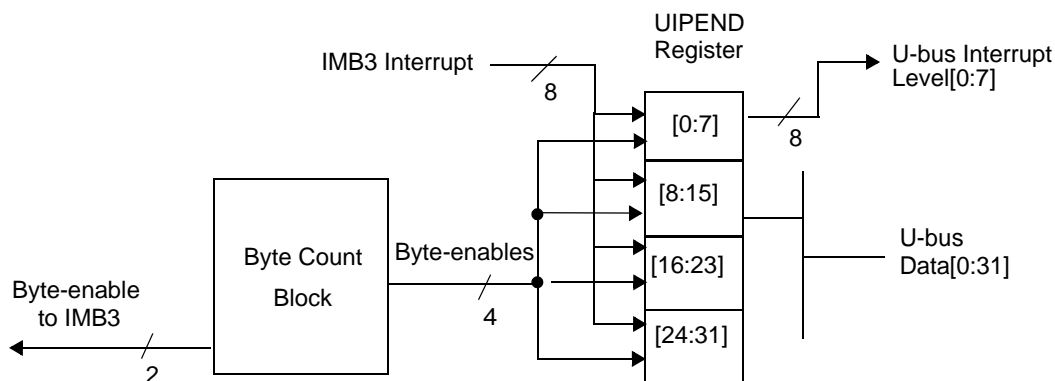 UIPEND
Register
IMB3 Interrupt
8
U-bus Interrupt
Level[0:7]
[0:7]
8
[8:15]
Byte Count
Block
Byte-enables
4
[16:23]
U-bus
Data[0:31]
Byte-enable
to IMB3
2
[24:31]